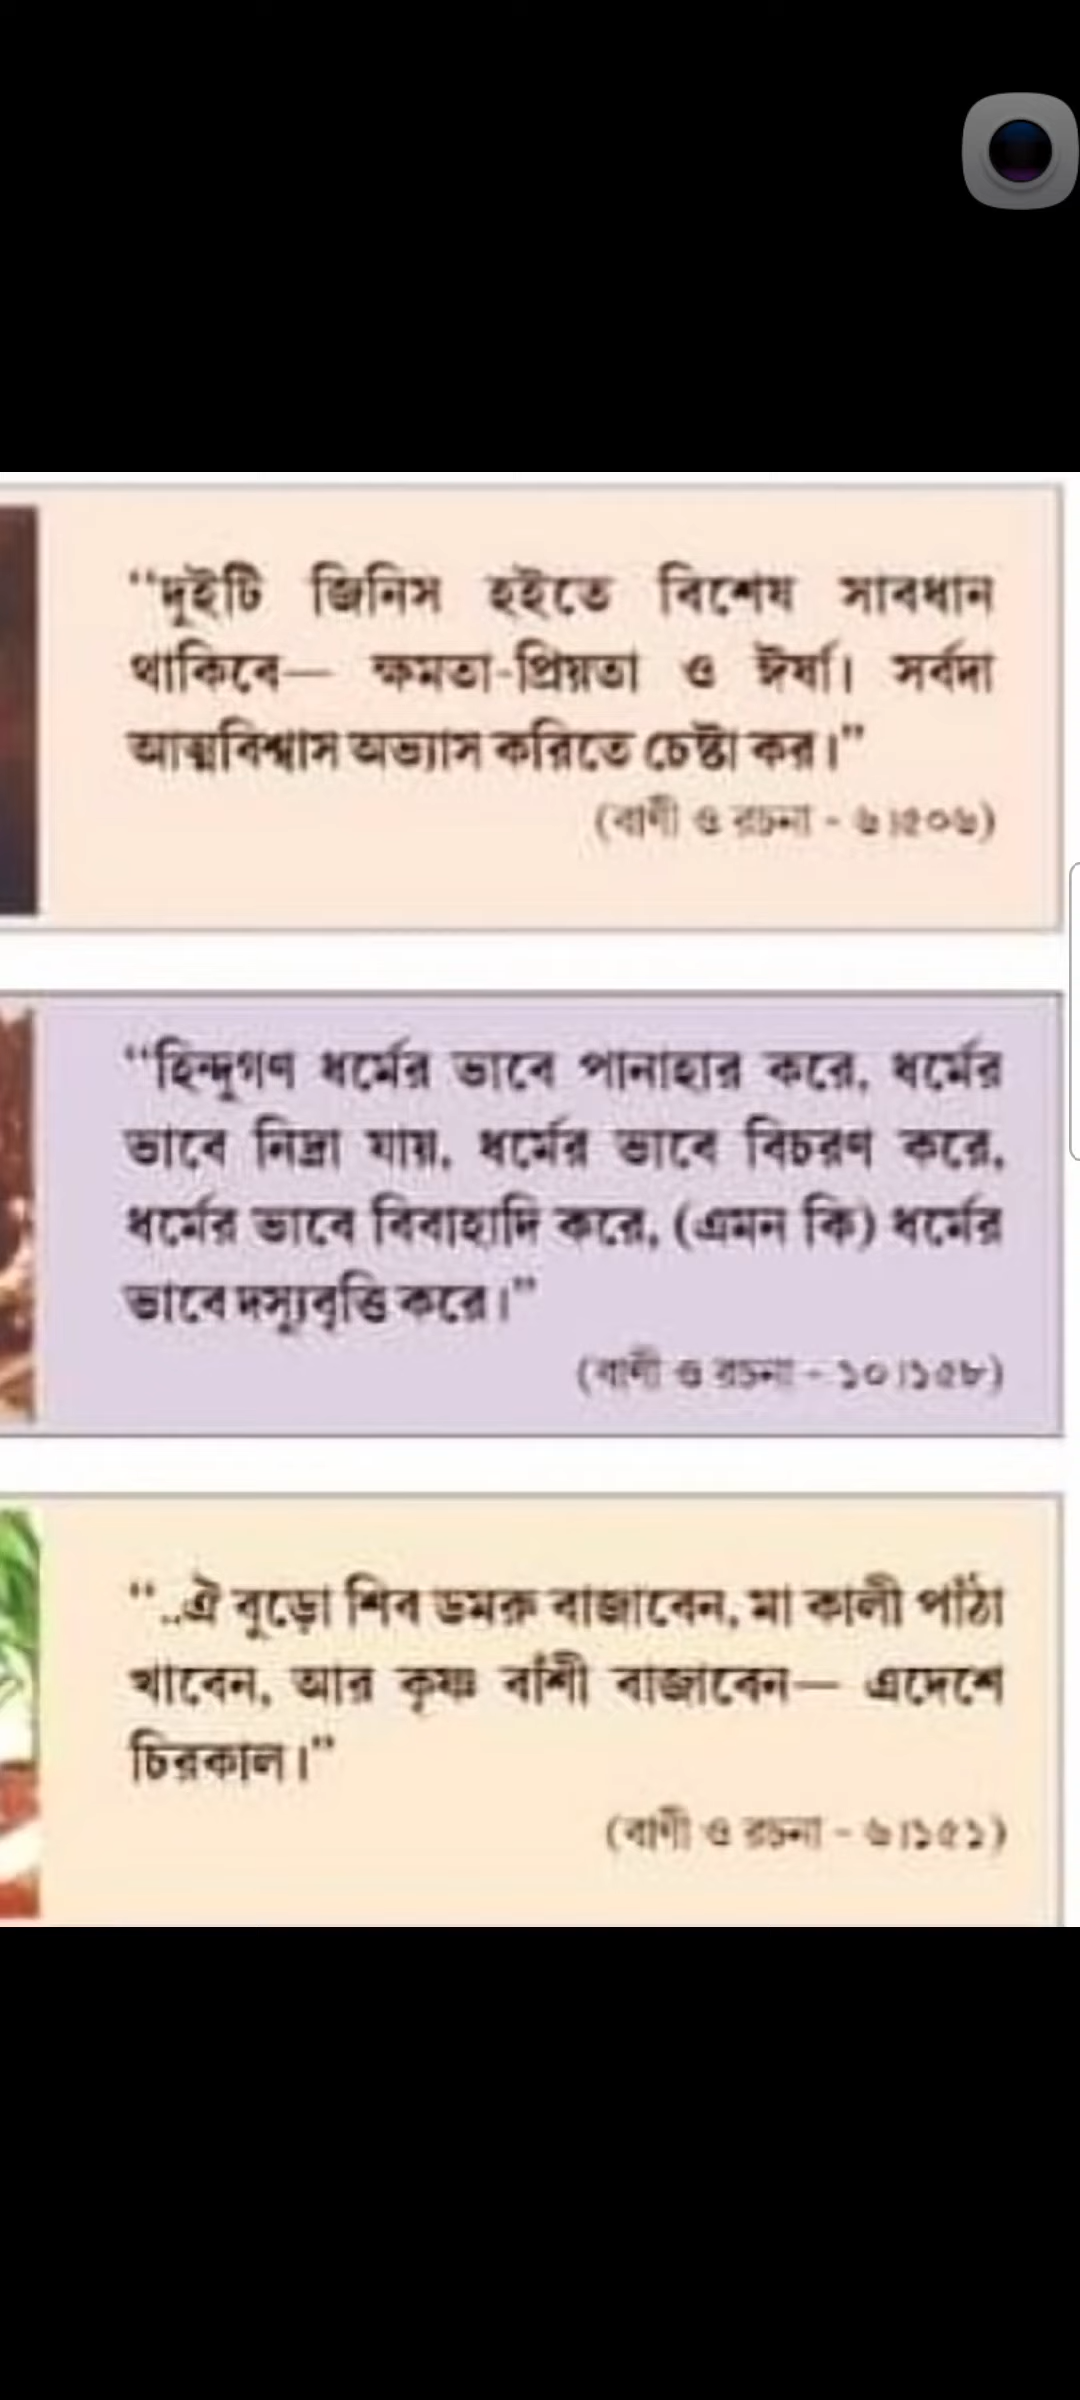 “দুইটি জিনিস হইতে বিশেষ সাবধান
থাকিবে— ক্ষমতা-প্রিয়তা ও ঈর্ষা। সর্বদা
আত্মবিশ্বাস অভ্যাস করিতে চেষ্টা কর।”
(বাণী ও রচনা - ৬।৫০৬)
“হিন্দুগণ ধর্মের ভাবে পানাহার করে, ধর্মের
ভাবে নিদ্রা যায়, ধর্মের ভাবে বিচরণ করে,
ধর্মের ভাবে বিবাহাদি করে, (এমন কি) ধর্মের
ভাবে দস্যুবৃত্তি করে।”
(বাণী ও রচনা - ১০।১৫৮)
“..ঐ বুড়ো শিব ডমরু বাজাবেন, মা কালী পাঁঠা
খাবেন, আর কৃষ্ণ বাঁশী বাজাবেন— এদেশে
চিরকাল।”
(বাণী ও রচনা - ৬।১৫১)